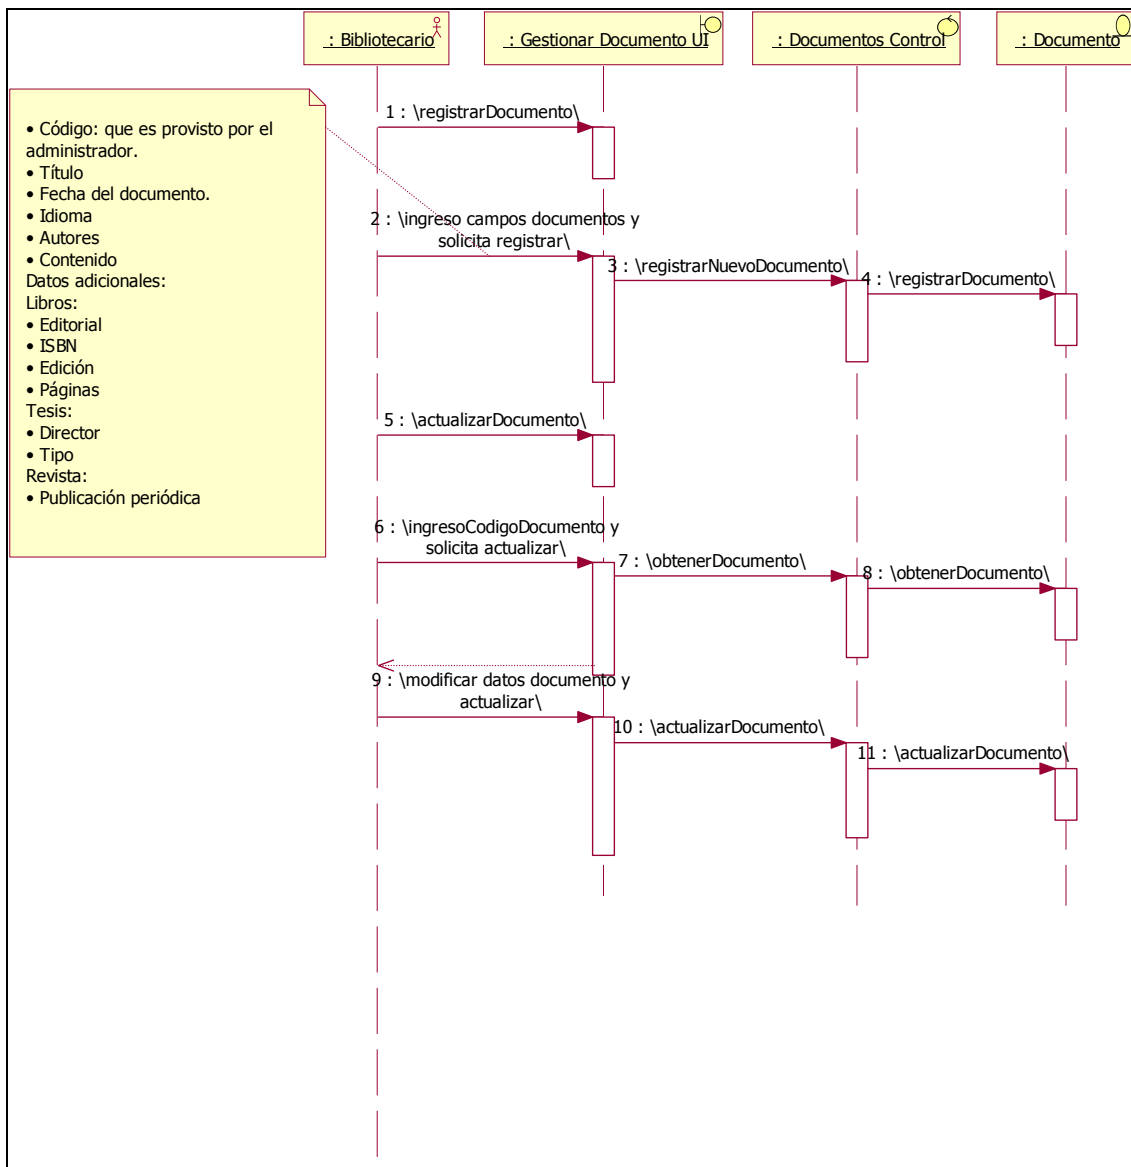 : Bibliotecario
: Gestionar Documento UI
: Documentos Control
: Documento
• Código: que es provisto por el
administrador.
• Título
• Fecha del documento.
• Idioma
• Autores
• Contenido
Datos adicionales:
Libros:
• Editorial
• ISBN
• Edición
• Páginas
Tesis:
• Director
• Tipo
Revista:
• Publicación periódica
1 : \registrarDocumento\
2 : \ingreso campos documentos y
solicita registrar\
3 : \registrarNuevoDocumento\
4 : \registrarDocumento\
5 : \actualizarDocumento\
6 : \ingresoCodigoDocumento y
solicita actualizar\
7 : \obtenerDocumento\
8 : \obtenerDocumento\
9 : \modificar datos documento y
actualizar\
10 : \actualizarDocumento\
11 : \actualizarDocumento\